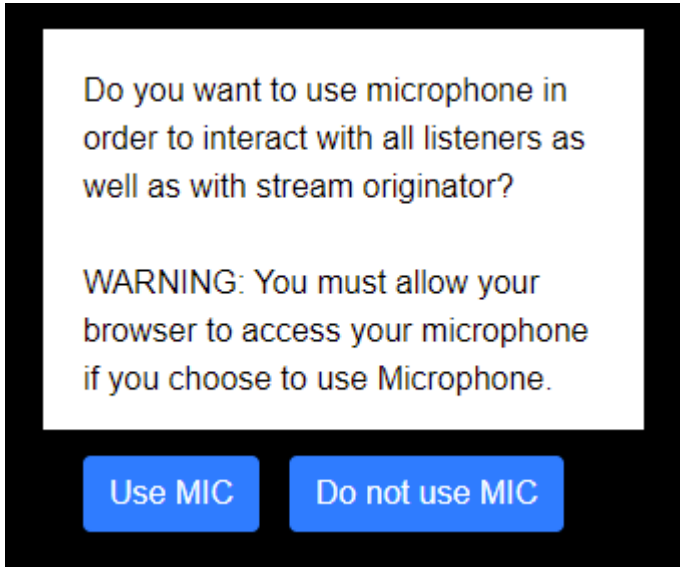 Do you want to use microphone in
order to interact with all listeners as
well as with stream originator?
WARNING: You must allow your
browser to access your microphone
if you choose to use Microphone.
Use MIC
Do not use MIC